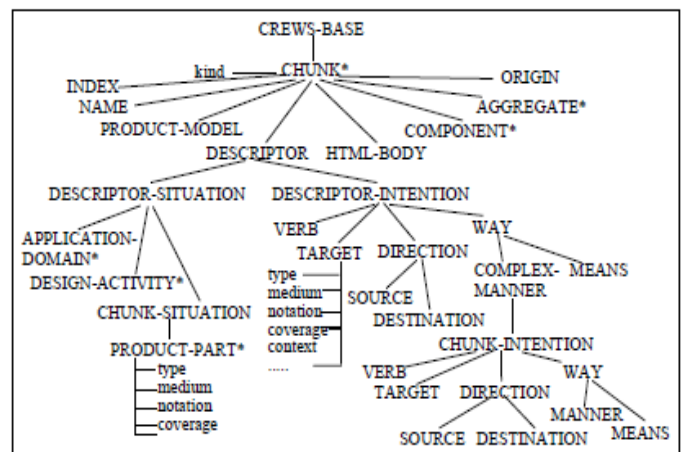 CREWS-BASE
kind CHUNK* ORIGIN
INDEX
NAME AGGREGATE*
PRODUCT-MODEL COMPONENT*
DESCRIPTOR HTML-BODY
DESCRIPTOR-SITUATION DESCRIPTOR-INTENTION
VERB WAY
APPLICATION-
DOMAIN*
TARGET DIRECTION
DESIGN-ACTIVITY*
type
medium
notation
coverage
context
.....
SOURCE
DESTINATION
COMPLEX-
MANNER
MEANS
CHUNK-SITUATION
PRODUCT-PART*
type
medium
notation
coverage
CHUNK-INTENTION
VERB WAY
TARGET DIRECTION
MANNER
MEANS
SOURCE DESTINATION